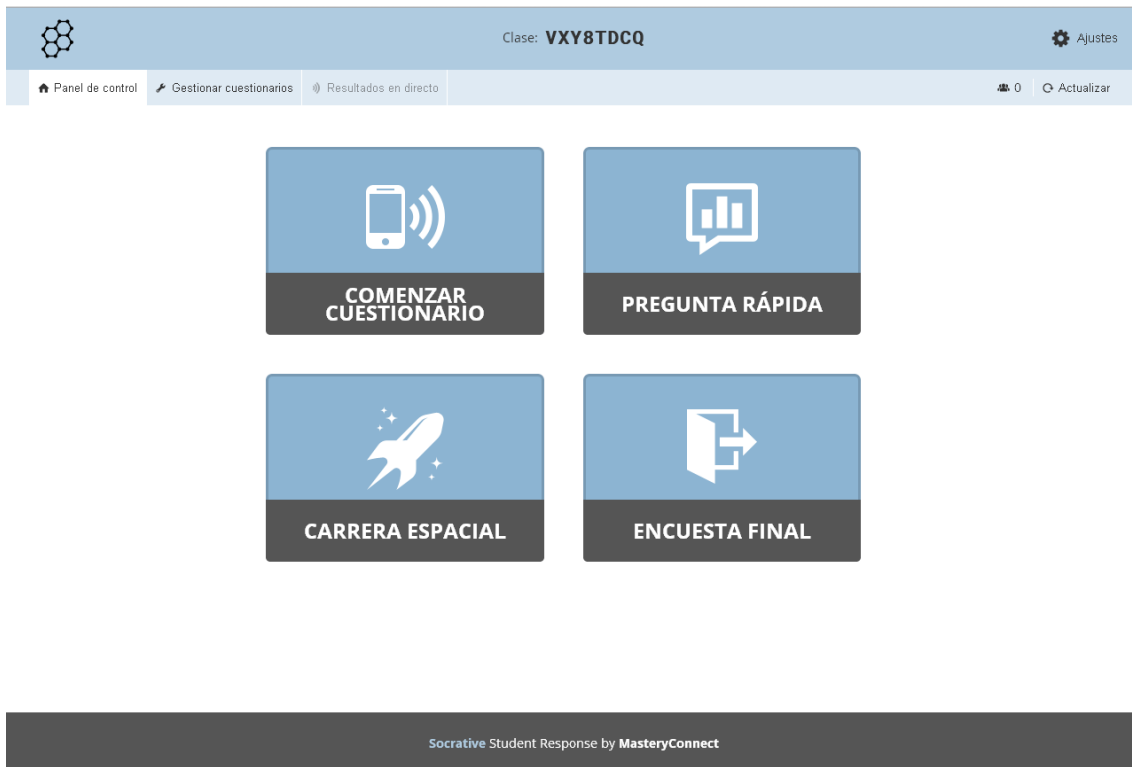 Clase: VXY8TDCQ
Ajustes
Panel de control
Gestionar cuestionarios
Resultados en directo
0
Actualizar
COMENZAR
CUESTIONARIO
PREGUNTA RÁPIDA
CARRERA ESPACIAL
ENCUESTA FINAL
Socrative Student Response by MasteryConnect